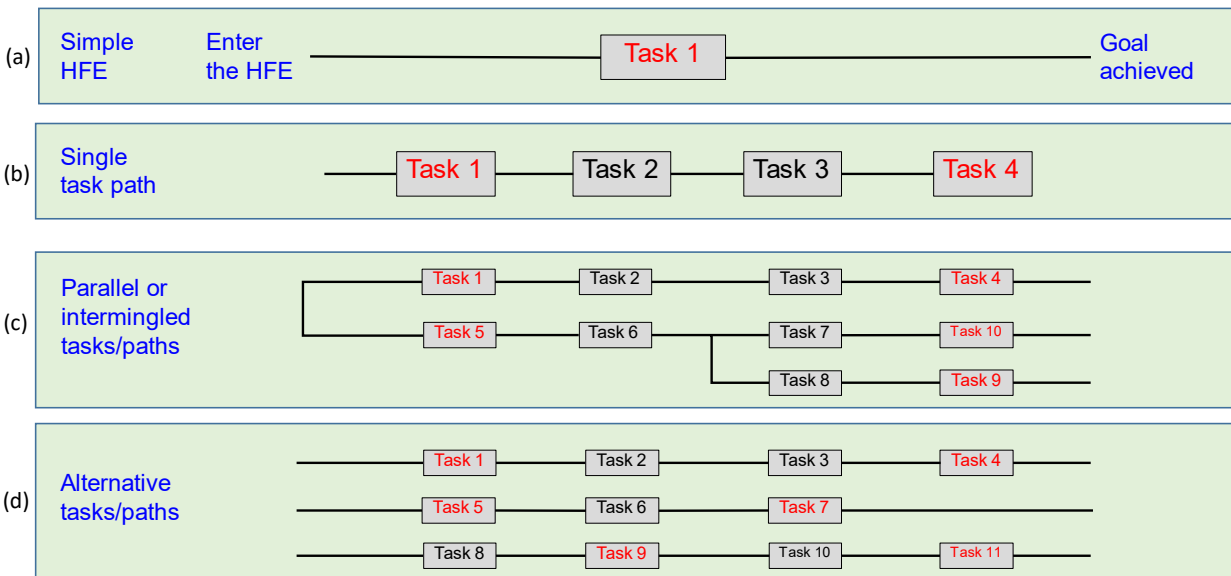 (a)
Simple
HFE
Enter
the HFE
Task 1
Goal
achieved
(b)
Single
task path
Task 1
Task 2
Task 3
Task 4
(c)
Parallel or
intermingled
tasks/paths
Task 1
Task 2
Task 3
Task 4
Task 5
Task 6
Task 7
Task 10
Task 8
Task 9
(d)
Alternative
tasks/paths
Task 1
Task 2
Task 3
Task 4
Task 5
Task 6
Task 7
Task 8
Task 9
Task 10
Task 11